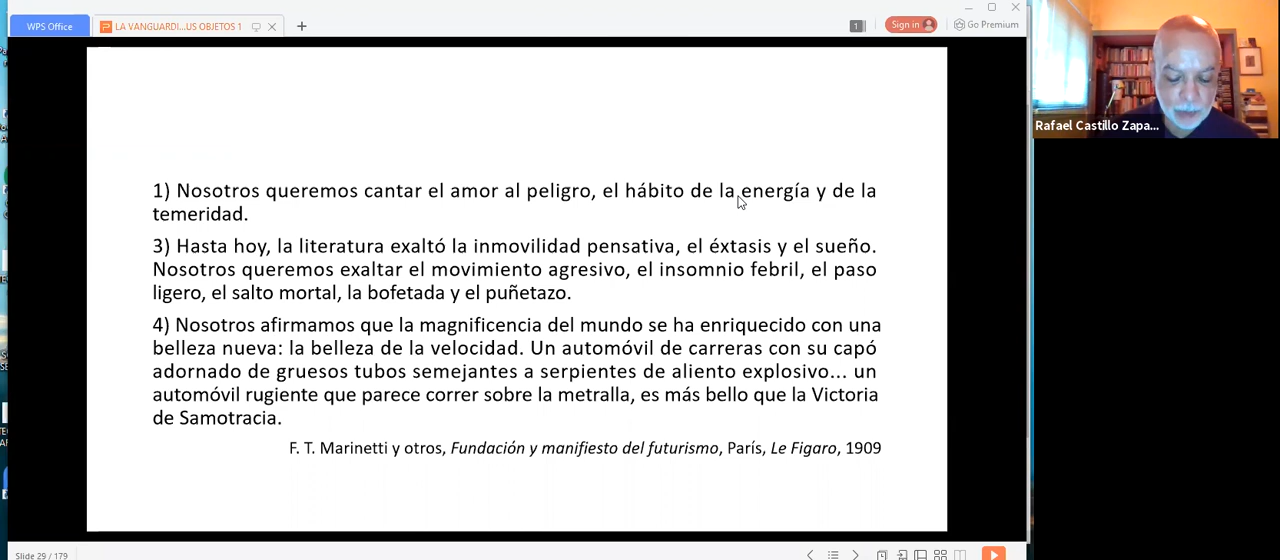 WPS Office
LA VANGUARDI...US OBJETOS 1
1
Sign in
Go Premium
Rafael Castillo Zapa...
1) Nosotros queremos cantar el amor al peligro, el hábito de la energía y de la
temeridad.
3) Hasta hoy, la literatura exaltó la inmovilidad pensativa, el éxtasis y el sueño.
Nosotros queremos exaltar el movimiento agresivo, el insomnio febril, el paso
ligero, el salto mortal, la bofetada y el puñetazo.
4) Nosotros afirmamos que la magnificencia del mundo se ha enriquecido con una
belleza nueva: la belleza de la velocidad. Un automóvil de carreras con su capó
adornado de gruesos tubos semejantes a serpientes de aliento explosivo... un
automóvil rugiente que parece correr sobre la metralla, es más bello que la Victoria
de Samotracia.
F. T. Marinetti y otros, Fundación y manifiesto del futurismo, París, Le Figaro, 1909
Slide 29 / 179